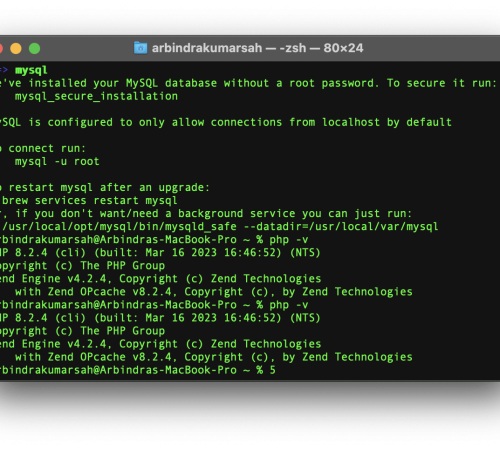 arbindrakumarsah — -zsh — 80×24
=> mysql
e've installed your MySQL database without a root password. To secure it run:
mysql_secure_installation
ySQL is configured to only allow connections from localhost by default
o connect run:
mysql -u root
o restart mysql after an upgrade:
brew services restart mysql
r, if you don't want/need a background service you can just run:
/usr/local/opt/mysql/bin/mysqld_safe --datadir=/usr/local/var/mysql
rbindrakumarsah@Arbindras-MacBook-Pro ~ % php -v
HP 8.2.4 (cli) (built: Mar 16 2023 16:46:52) (NTS)
opyright (c) The PHP Group
end Engine v4.2.4, Copyright (c) Zend Technologies
with Zend OPcache v8.2.4, Copyright (c), by Zend Technologies
rbindrakumarsah@Arbindras-MacBook-Pro ~ % php -v
HP 8.2.4 (cli) (built: Mar 16 2023 16:46:52) (NTS)
opyright (c) The PHP Group
end Engine v4.2.4, Copyright (c) Zend Technologies
with Zend OPcache v8.2.4, Copyright (c), by Zend Technologies
rbindrakumarsah@Arbindras-MacBook-Pro ~ % 5